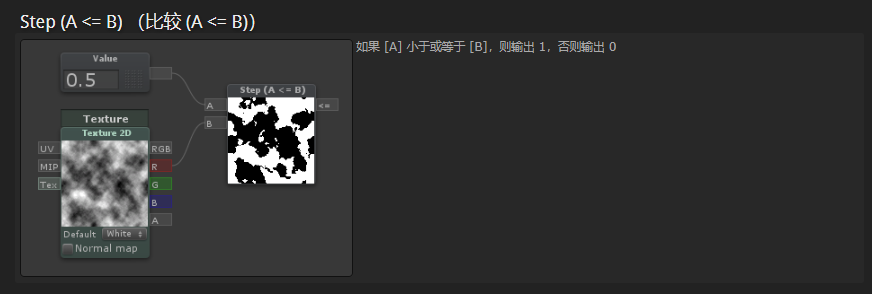 Step (A <= B) （比较 (A <= B)）
如果 [A] 小于或等于 [B]，则输出 1，否则输出 0
Value
0.5
Step (A <= B)
A
<=
B
Texture
Texture 2D
UV
RGB
MIP
R
Tex
G
B
A
Default
White
Normal map